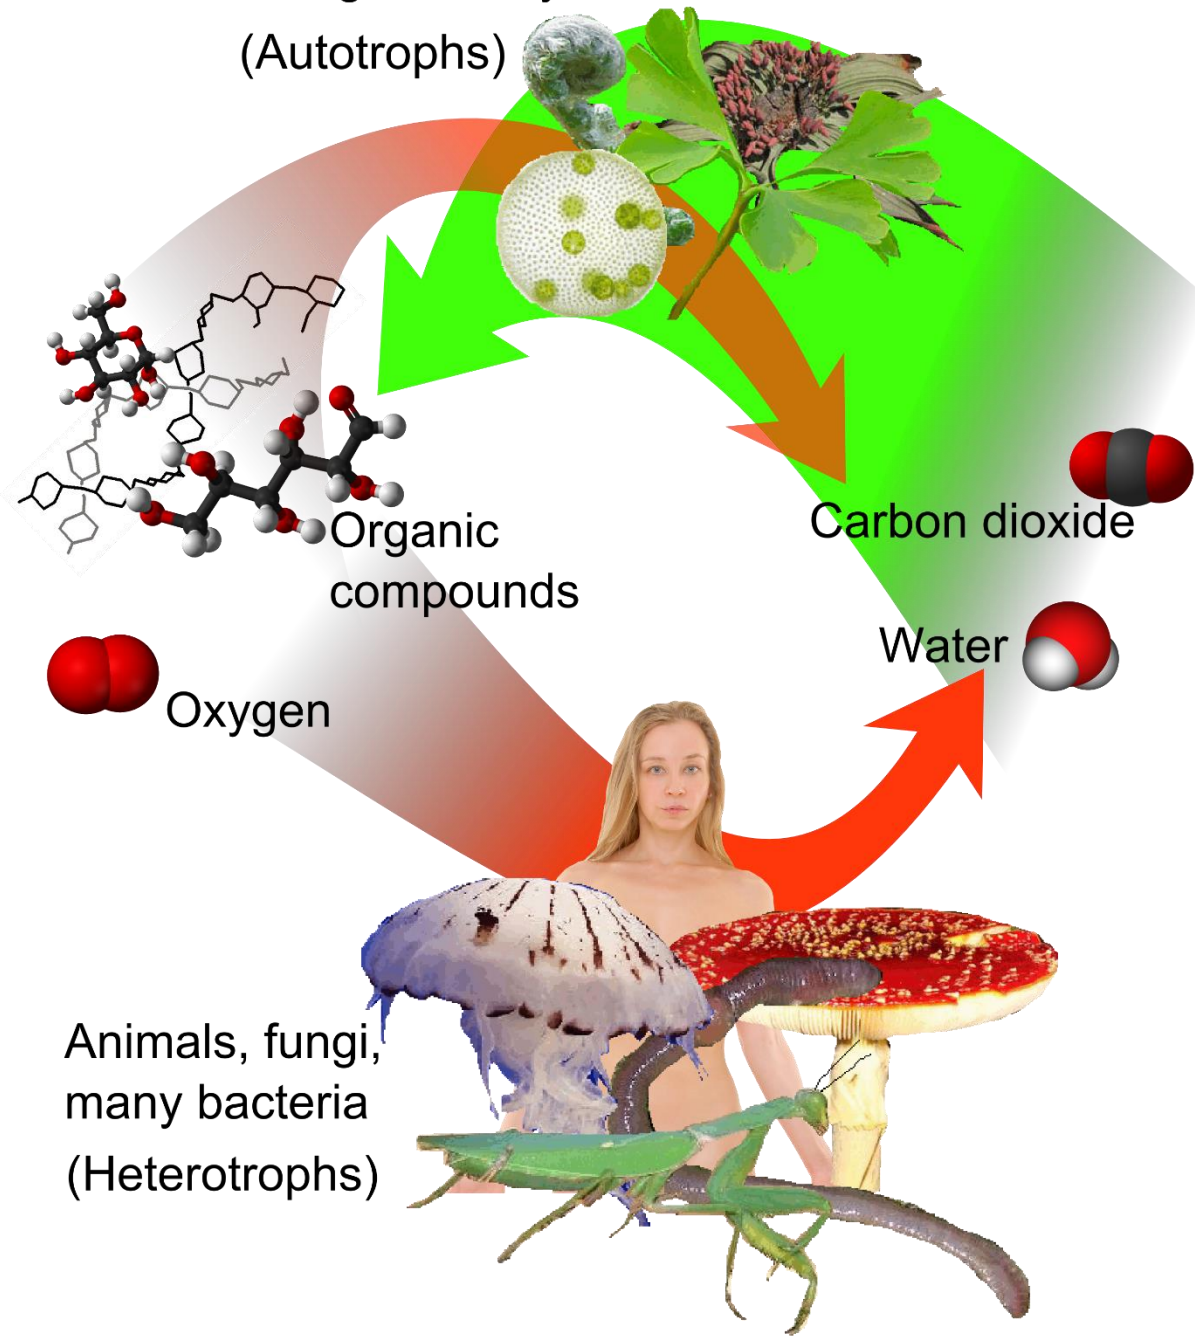 (Autotrophs)
Organic
compounds
Carbon dioxide
Water
Oxygen
Animals, fungi,
many bacteria
(Heterotrophs)